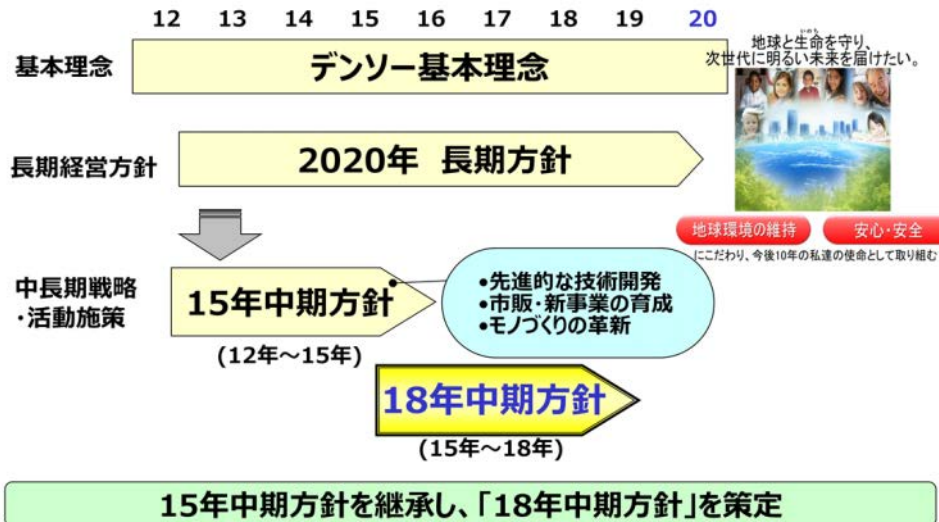 12 13 14 15 16 17 18 19 20
基本理念
デンソー基本理念
地球と生命を守り、
いのち
次世代に明るい未来を届けたい。
長期経営方針
2020年 長期方針
地球環境の維持
安心・安全
にこだわり、今後10年の私達の使命として取り組む
中長期戦略
・活動施策
15年中期方針
(12年～15年)
•先進的な技術開発
•市販・新事業の育成
•モノづくりの革新
18年中期方針
(15年～18年)
15年中期方針を継承し、「18年中期方針」を策定